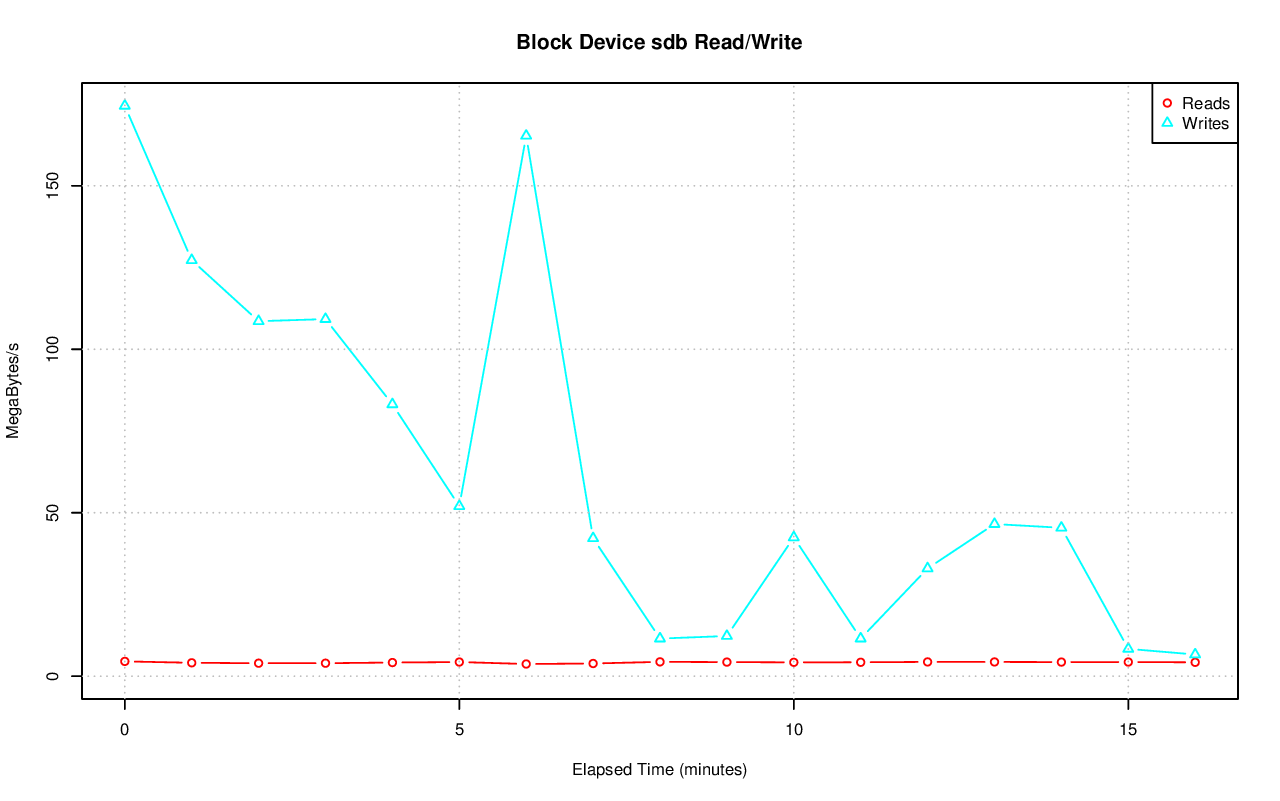 Block Device sdb Read/Write
Reads
Writes
MegaBytes/s
150
100
50
0
0 5 10 15
Elapsed Time (minutes)